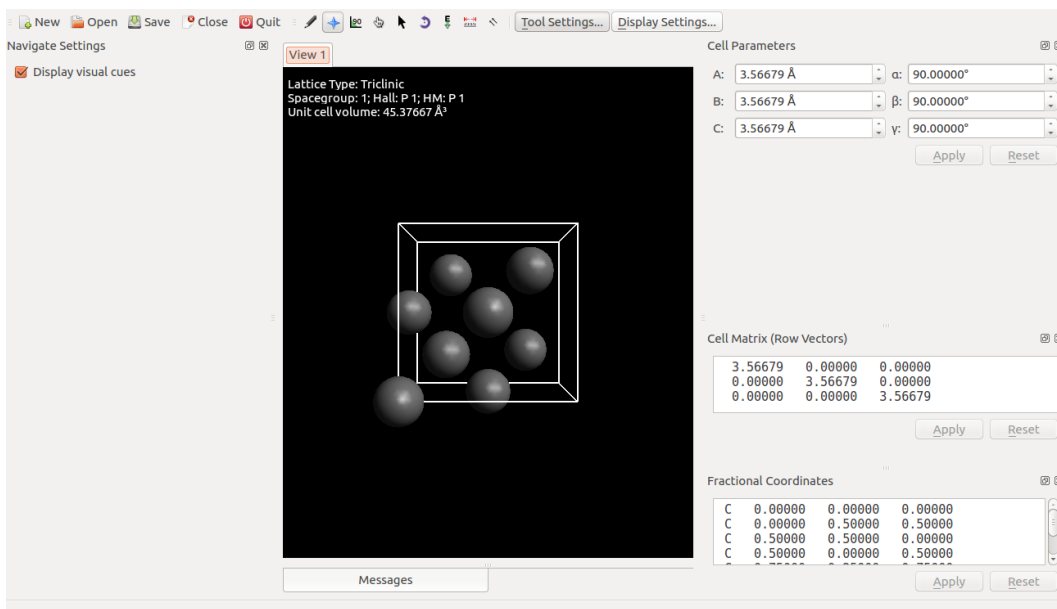 New Open Save Close Quit Tool Settings... Display Settings...
Navigate Settings
Display visual cues
View 1
Lattice Type: Triclinic
Spacegroup: 1; Hall: P 1; HM: P 1
Unit cell volume: 45.37667 Å³
Messages
Cell Parameters
A: 3.56679 Å α: 90.00000°
B: 3.56679 Å β: 90.00000°
C: 3.56679 Å γ: 90.00000°
Apply Reset
Cell Matrix (Row Vectors)
3.56679 0.00000 0.00000
0.00000 3.56679 0.00000
0.00000 0.00000 3.56679
Apply Reset
Fractional Coordinates
C 0.00000 0.00000 0.00000
C 0.00000 0.50000 0.50000
C 0.50000 0.50000 0.00000
C 0.50000 0.00000 0.50000
Apply Reset